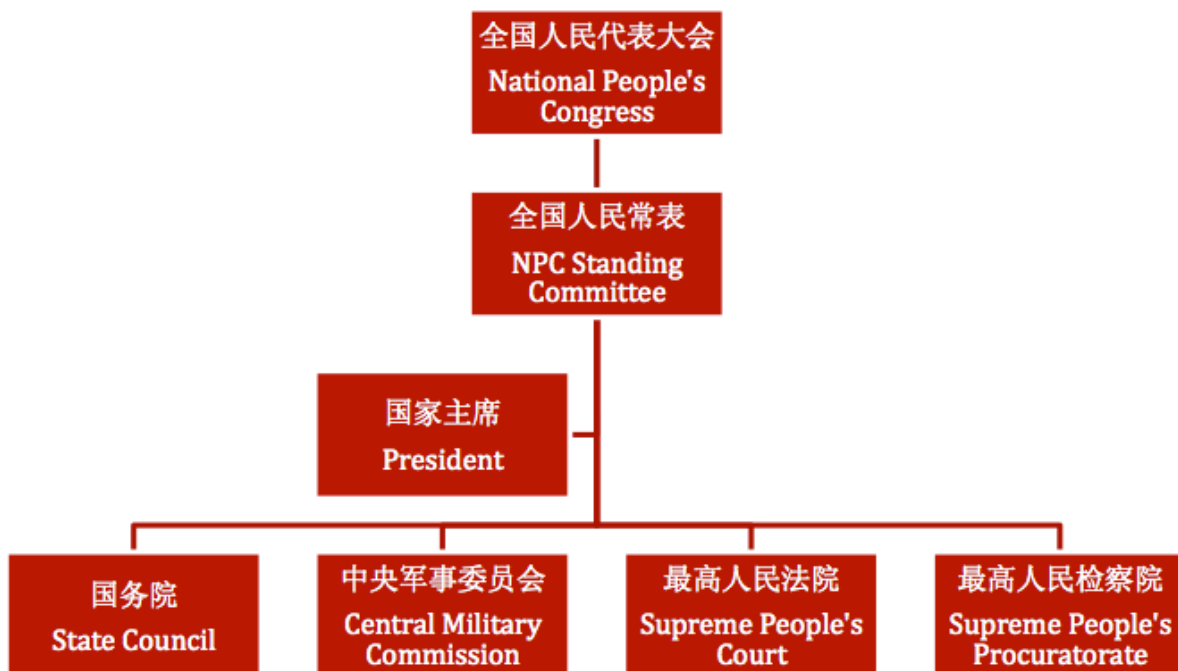 全国人民代表大会
National People's
Congress
全国人民常表
NPC Standing
Committee
国家主席
President
国务院
State Council
中央军事委员会
Central Military
Commission
最高人民法院
Supreme People's
Court
最高人民检察院
Supreme People's
Procuratorate